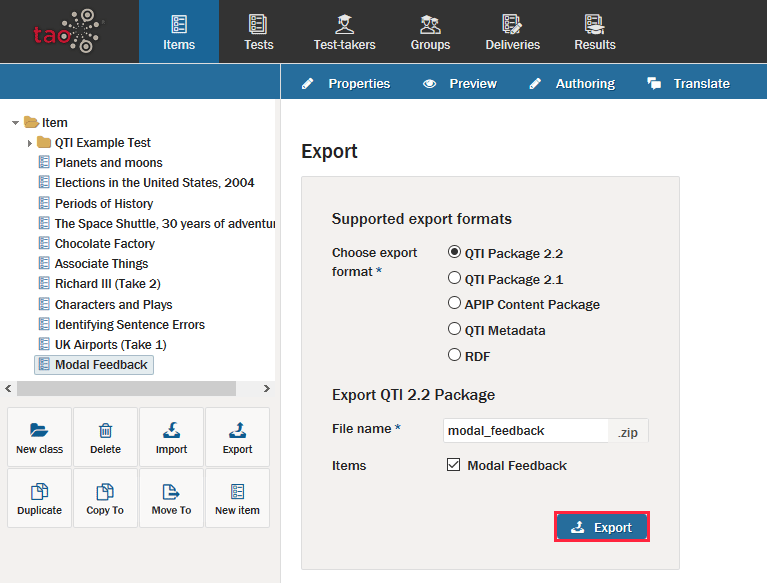 tao
Items
Tests
Test-takers
Groups
Deliveries
Results
Properties
Preview
Authoring
Translate
Item
QTI Example Test
Planets and moons
Elections in the United States, 2004
Periods of History
The Space Shuttle, 30 years of adventur
Chocolate Factory
Associate Things
Richard III (Take 2)
Characters and Plays
Identifying Sentence Errors
UK Airports (Take 1)
Modal Feedback
New class
Delete
Import
Export
Duplicate
Copy To
Move To
New item
Export
Supported export formats
Choose export
format *
QTI Package 2.2
QTI Package 2.1
APIP Content Package
QTI Metadata
RDF
Export QTI 2.2 Package
File name *
modal_feedback
.zip
Items
Modal Feedback
Export